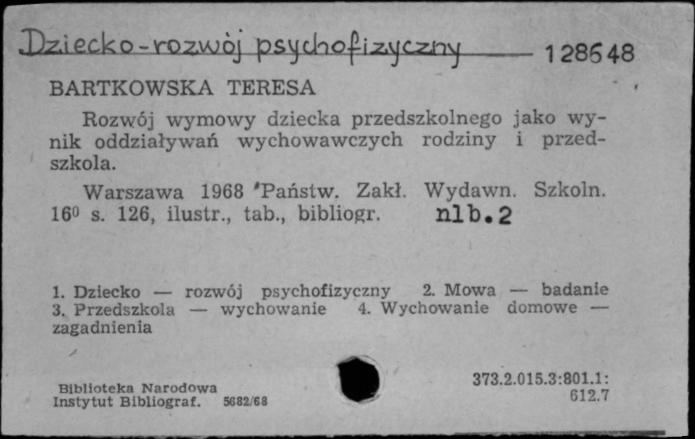 Dziecko-rozwój psychofizyczny 128648
BARTKOWSKA TERESA
Rozwój wymowy dziecka przedszkolnego jako wy-
nik oddziaływań wychowawczych rodziny i przed-
szkola.
Warszawa 1968 Państw. Zakł. Wydawn. Szkoln.
16⁰ s. 126, ilustr., tab., bibliogr. nlb.2
1. Dziecko — rozwój psychofizyczny 2. Mowa — badanie
3. Przedszkola — wychowanie 4. Wychowanie domowe —
zagadnienia
373.2.015.3:801.1:
612.7
Biblioteka Narodowa
Instytut Bibliograf. 5682/68